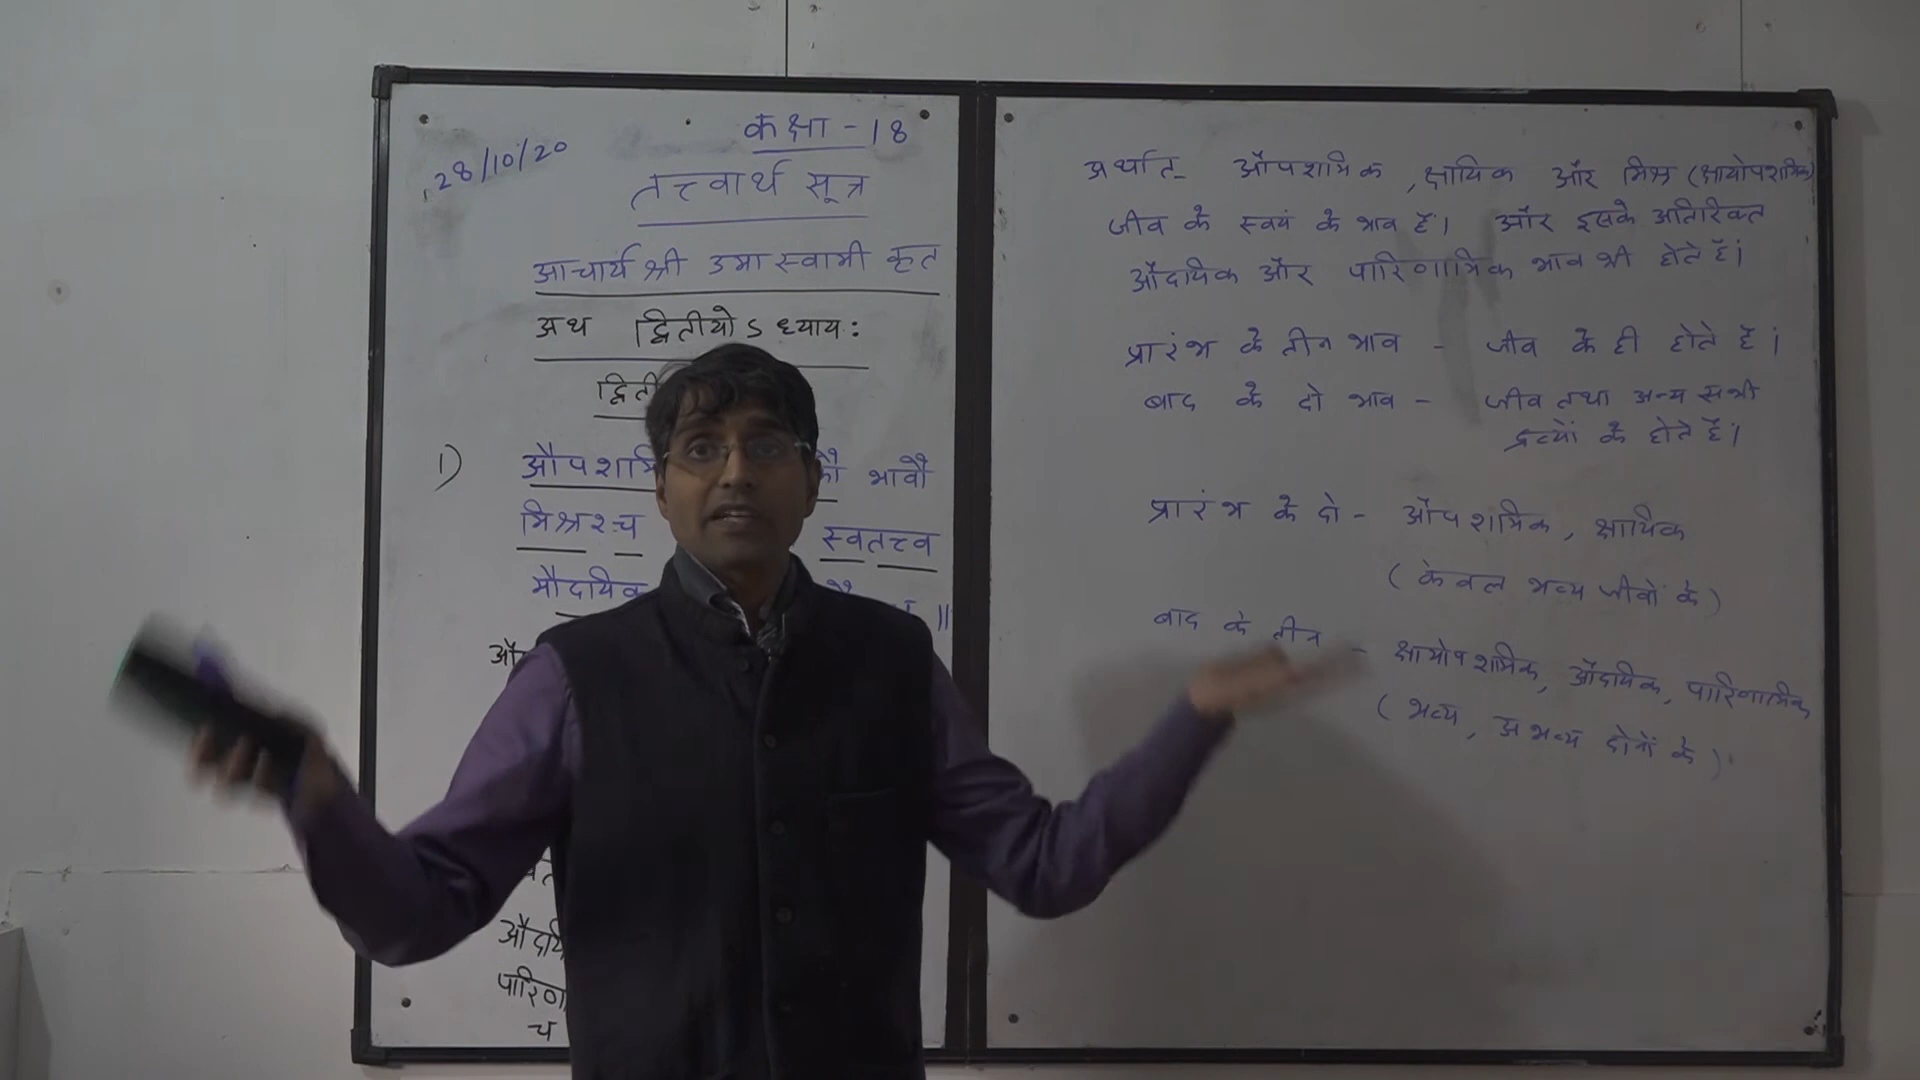 कक्षा - 18
28/10/20
तत्त्वार्थ सूत्र
आचार्य श्री उमास्वामी कृत
अथ द्वितीयोऽध्यायः
1)
भावौ
मिश्रश्च स्वतत्त्व
॥
च
अर्थात- औपशमिक, क्षायिक और मिश्र (क्षायोपशमिक)
जीव के स्वयं के भाव हैं। और इसके अतिरिक्त
औदयिक और पारिणामिक भाव भी होते हैं।
प्रारंभ के तीन भाव - जीव के ही होते हैं।
बाद के दो भाव - जीव तथा अन्य सभी
द्रव्यों के होते हैं।
प्रारंभ के दो - औपशमिक, क्षायिक
(केवल भव्य जीवों के)
बाद के तीन - क्षायोपशमिक, औदयिक, पारिणामिक
(भव्य, अभव्य दोनों के)